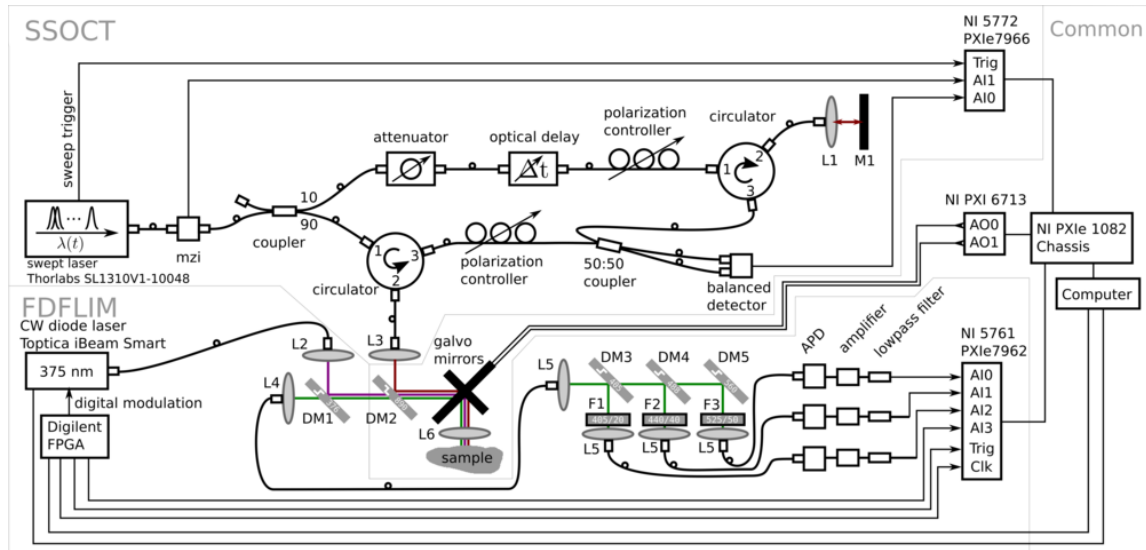 SSOCT
Common
NI 5772
PXIe7966
Trig
AI1
AI0
sweep trigger
attenuator
optical delay
Δt
polarization
controller
circulator
1
2
3
L1
M1
λ(t)
swept laser
Thorlabs SL1310V1-10048
mzi
coupler
10
90
circulator
1
2
3
polarization
controller
50:50
coupler
balanced
detector
NI PXI 6713
AO0
AO1
NI PXIe 1082
Chassis
Computer
FDFLIM
CW diode laser
Toptica iBeam Smart
375 nm
digital modulation
Digilent
FPGA
L2
L3
galvo
mirrors
L4
DM1
DM2
L6
sample
L5
DM3
DM4
DM5
F1
F2
F3
405/20
440/40
525/50
L5
L5
L5
APD
amplifier
lowpass filter
NI 5761
PXIe7962
AI0
AI1
AI2
AI3
Trig
Clk